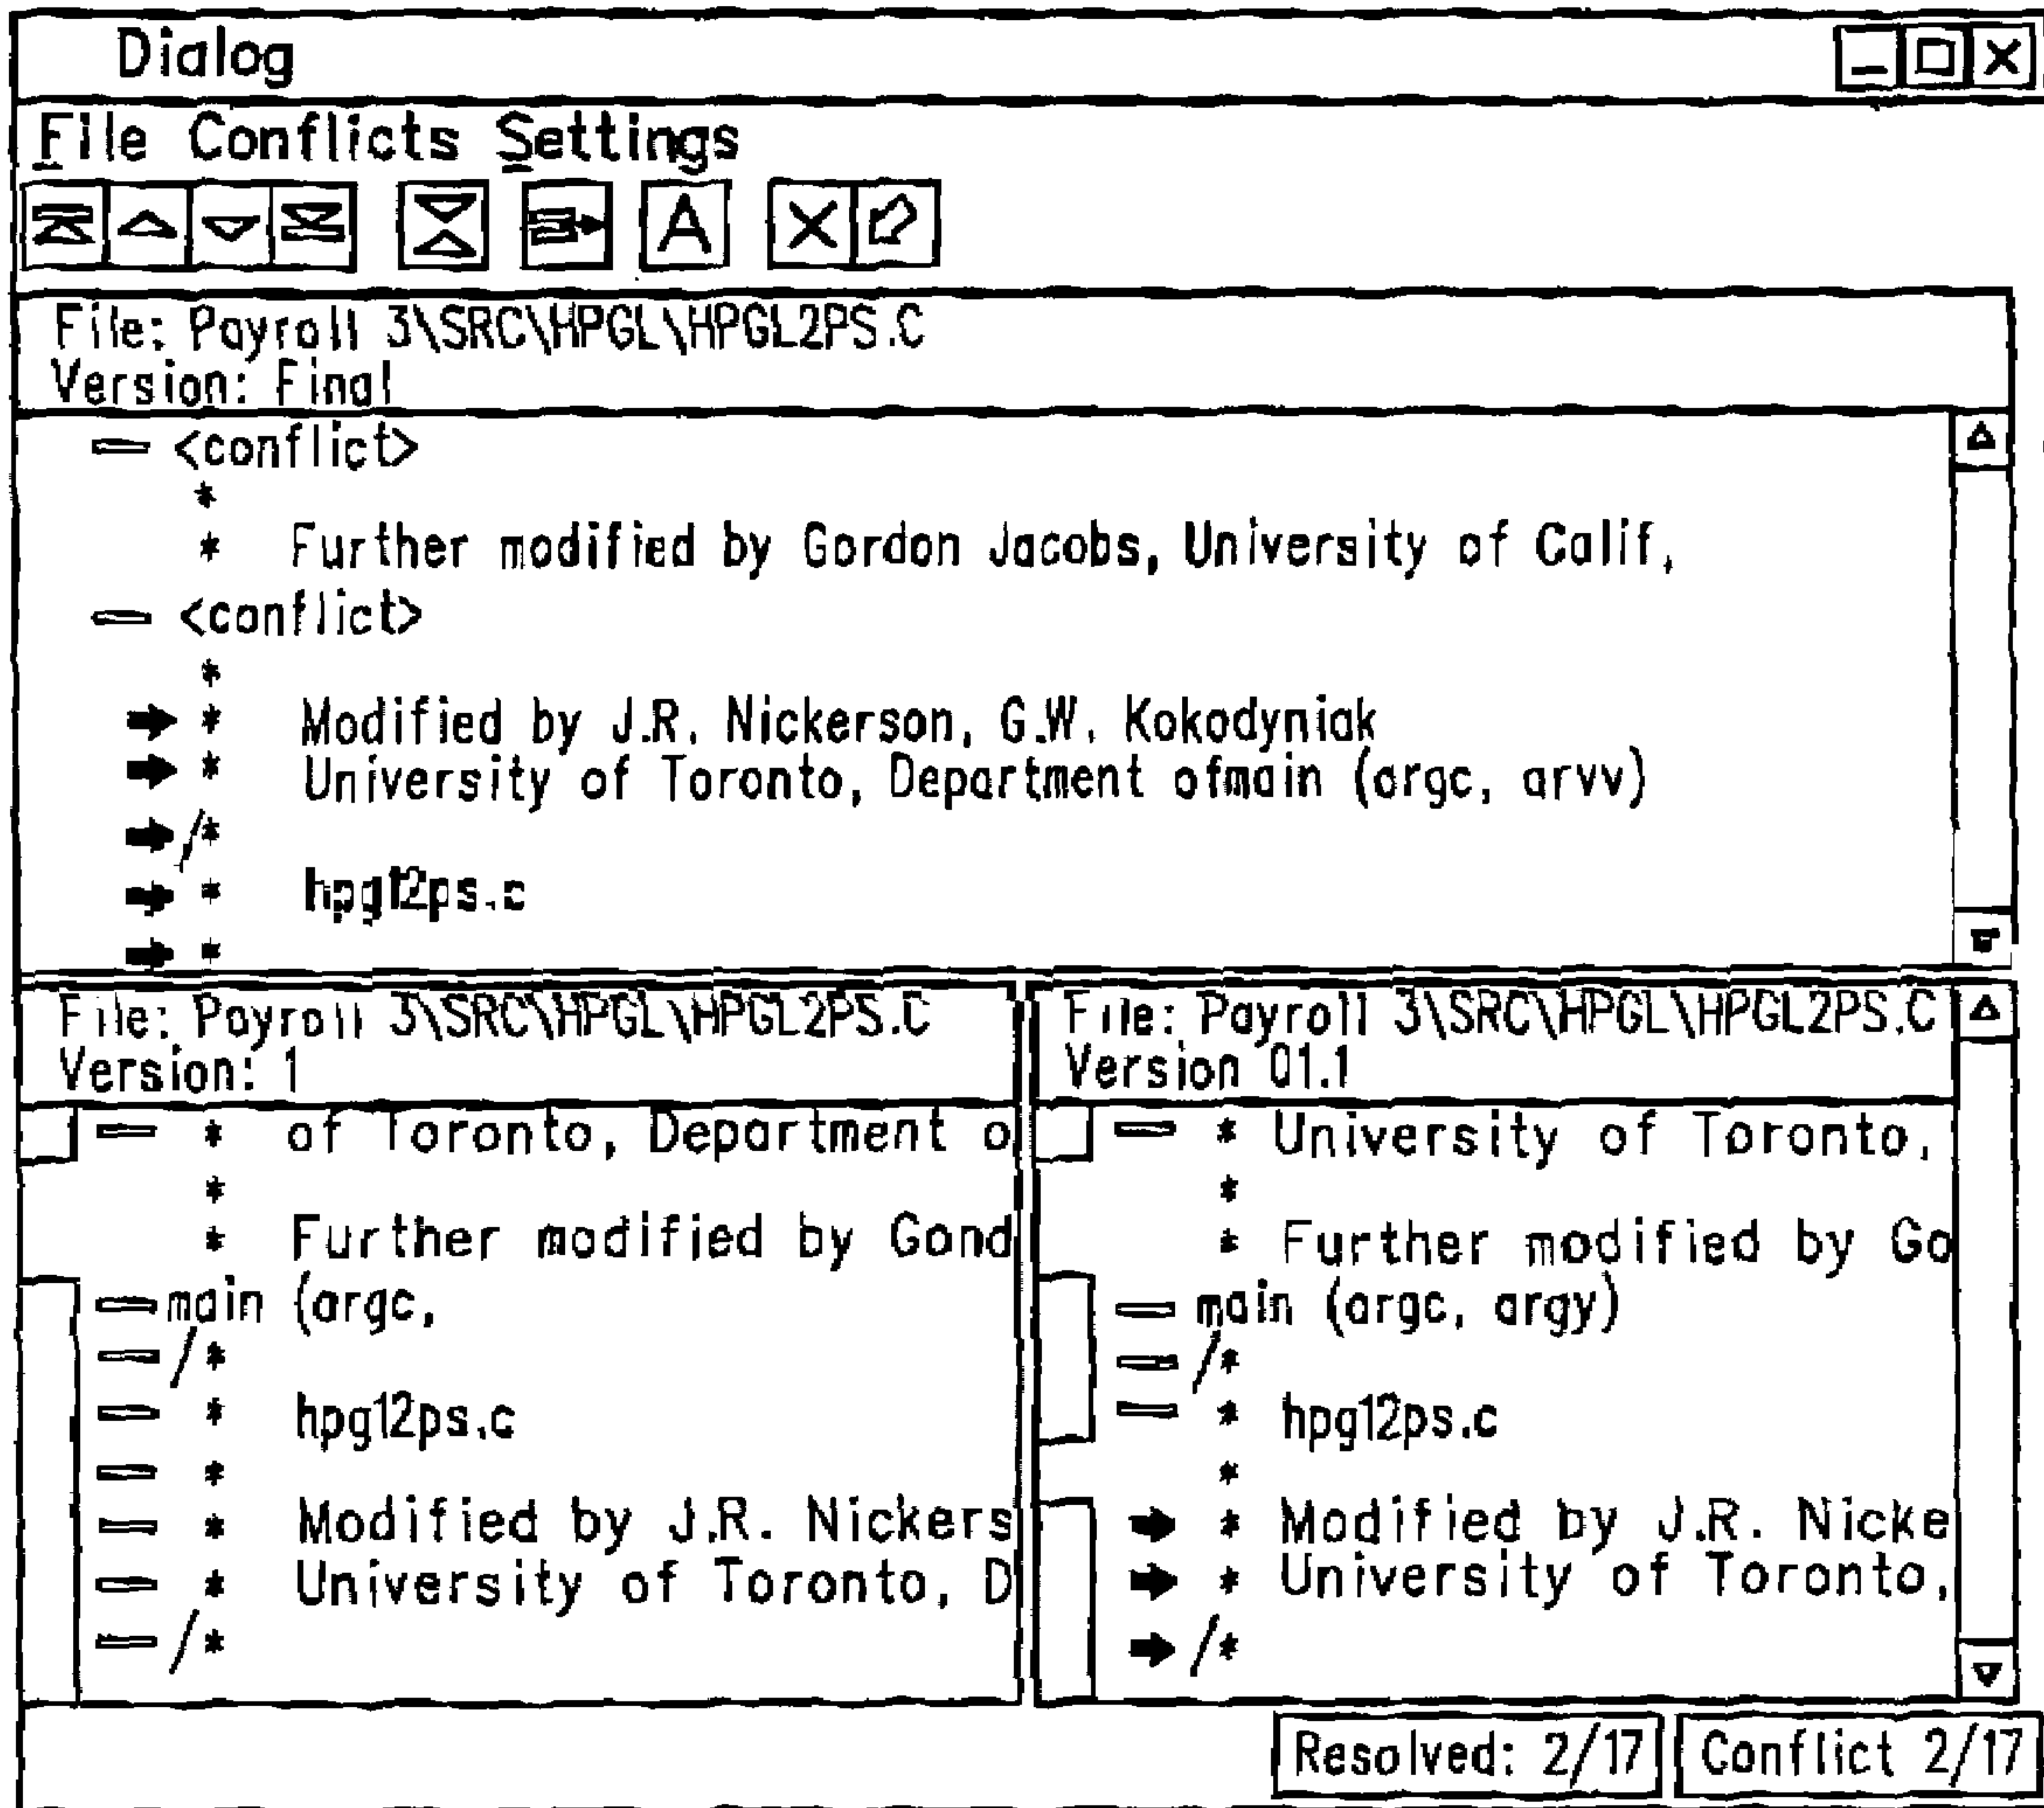 Dialog
File Conflicts Settings
A
File: Payroll 3\SRC\HPGL\HPGL2PS.C
Version: Final
<conflict>
*
* Further modified by Gordon Jacobs, University of Calif,
<conflict>
*
* Modified by J.R. Nickerson, G.W. Kokodyniak
* University of Toronto, Department ofmain (argc, arvv)
/*
* hpgl2ps.c
*
File: Payroll 3\SRC\HPGL\HPGL2PS.C
Version: 1
* of Toronto, Department o
*
* Further modified by Gond
main (argc,
/*
* hpg12ps.c
*
* Modified by J.R. Nickers
* University of Toronto, D
/*
File: Payroll 3\SRC\HPGL\HPGL2PS.C
Version 01.1
* University of Toronto,
*
* Further modified by Go
main (argc, argy)
/*
* hpg12ps.c
*
* Modified by J.R. Nicke
* University of Toronto,
/*
Resolved: 2/17
Conflict 2/17